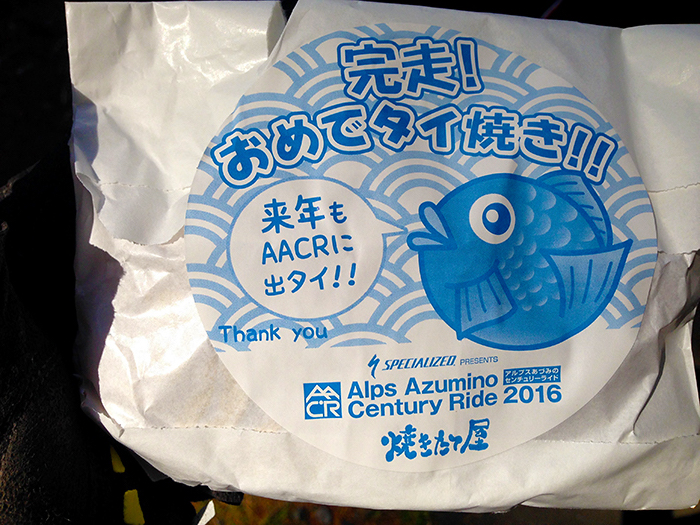 完走!
おめでタイ焼き!!
来年も
AACRに
出タイ!!
Thank you
SPECIALIZED PRESENTS
AACR
Alps Azumino
Century Ride 2016
アルプスあづみの
センチュリーライド
焼きたて屋